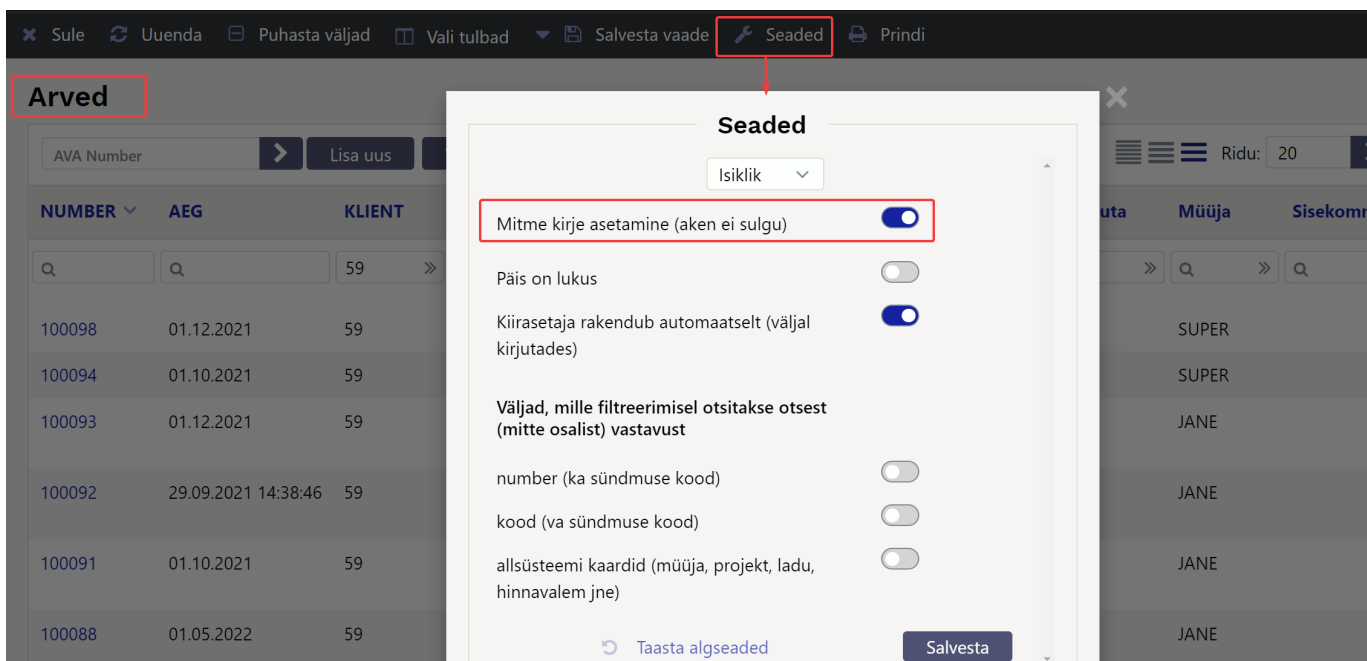 Sule Uuenda Puhasta väljad Vali tulbad Salvesta vaade Seaded Prindi
Arved
Seaded
AVA Number Lisa uus Ridu: 20
Isiklik
NUMBER AEG KLIENT Müüja
Mitme kirje asetamine (aken ei sulgu)
59
Päis on lukus
Kiirasetaja rakendub automaatselt (väljal
kirjutades)
100098 01.12.2021 59 SUPER
100094 01.10.2021 59 SUPER
Väljad, mille filtreerimisel otsitakse otsest
(mitte osalist) vastavust
100093 01.12.2021 59 JANE
number (ka sündmuse kood)
100092 29.09.2021 14:38:46 59 JANE
kood (va sündmuse kood)
allsüsteemi kaardid (müüja, projekt, ladu,
hinnavalem jne)
100091 01.10.2021 59 JANE
100088 01.05.2022 59 JANE
Taasta algseaded Salvesta